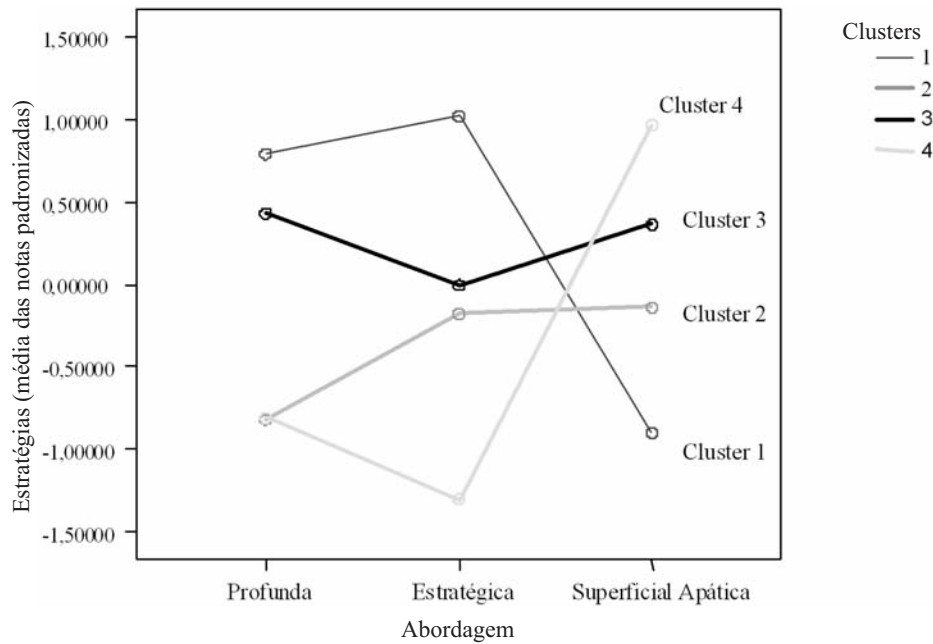 Estratégias (média das notas padronizadas)
1,50000
1,00000
0,50000
0,00000
-0,50000
-1,00000
-1,50000
Cluster 4
Cluster 3
Cluster 2
Cluster 1
Profunda
Estratégica
Superficial Apática
Abordagem
Clusters
1
2
3
4